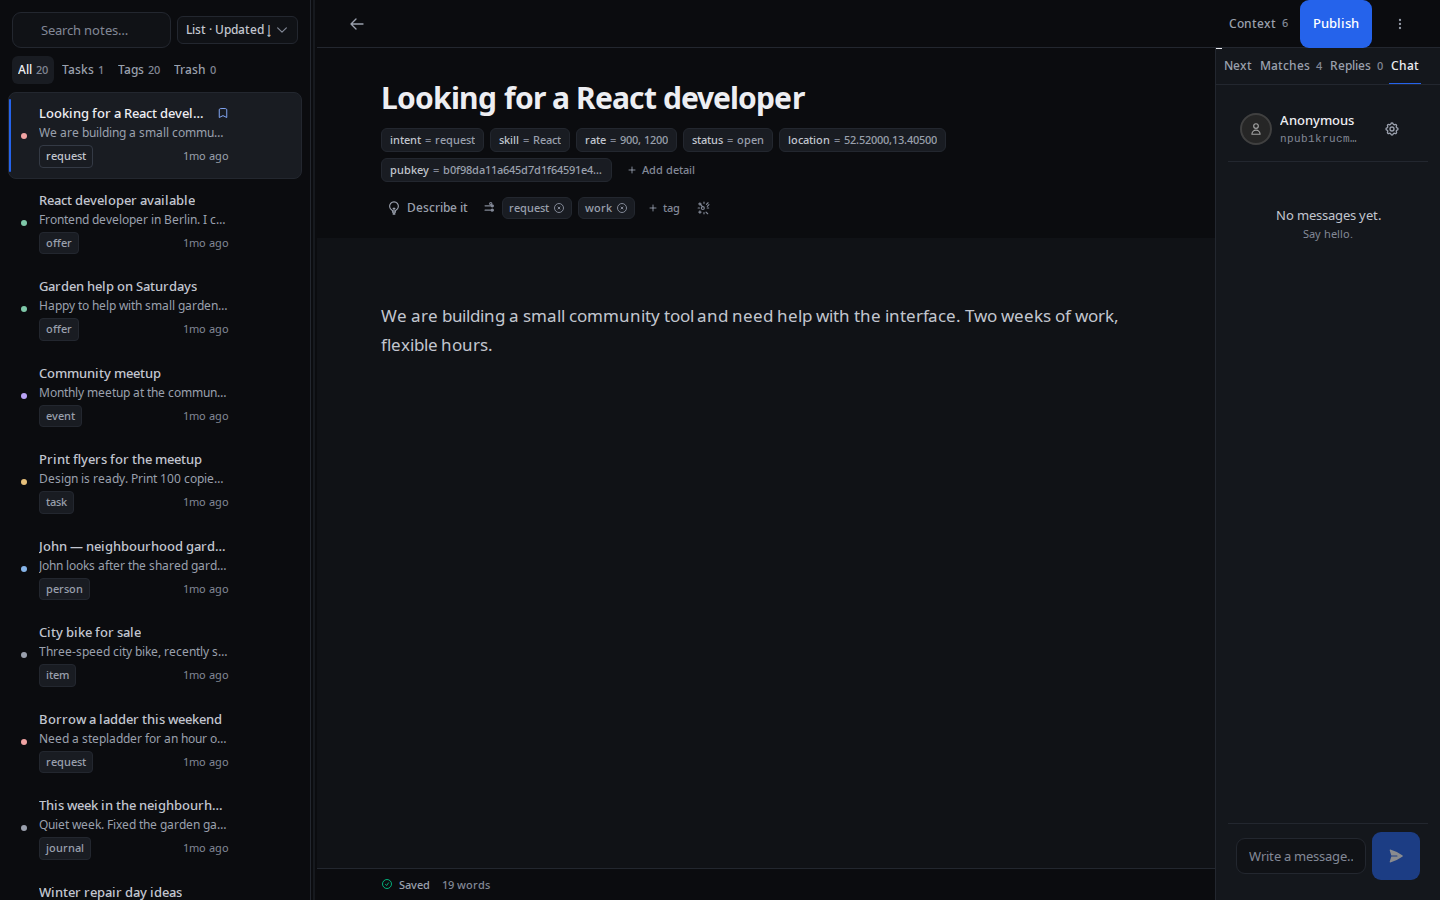 Search notes...
List · Updated
All 20
Tasks 1
Tags 20
Trash 0
Looking for a React devel...
We are building a small commu...
request
1mo ago
React developer available
Frontend developer in Berlin. I c...
offer
1mo ago
Garden help on Saturdays
Happy to help with small garden...
offer
1mo ago
Community meetup
Monthly meetup at the commun...
event
1mo ago
Print flyers for the meetup
Design is ready. Print 100 copie...
task
1mo ago
John — neighbourhood gard...
John looks after the shared gard...
person
1mo ago
City bike for sale
Three-speed city bike, recently s...
item
1mo ago
Borrow a ladder this weekend
Need a stepladder for an hour o...
request
1mo ago
This week in the neighbourh...
Quiet week. Fixed the garden ga...
journal
1mo ago
Winter repair day ideas
Context 6
Publish
Looking for a React developer
intent = request
skill = React
rate = 900, 1200
status = open
location = 52.52000,13.40500
pubkey = b0f98da11a645d7d1f64591e4...
+ Add detail
Describe it
request
work
+ tag
We are building a small community tool and need help with the interface. Two weeks of work,
flexible hours.
Saved
19 words
Next
Matches 4
Replies 0
Chat
Anonymous
npub1krucm…
No messages yet.
Say hello.
Write a message..